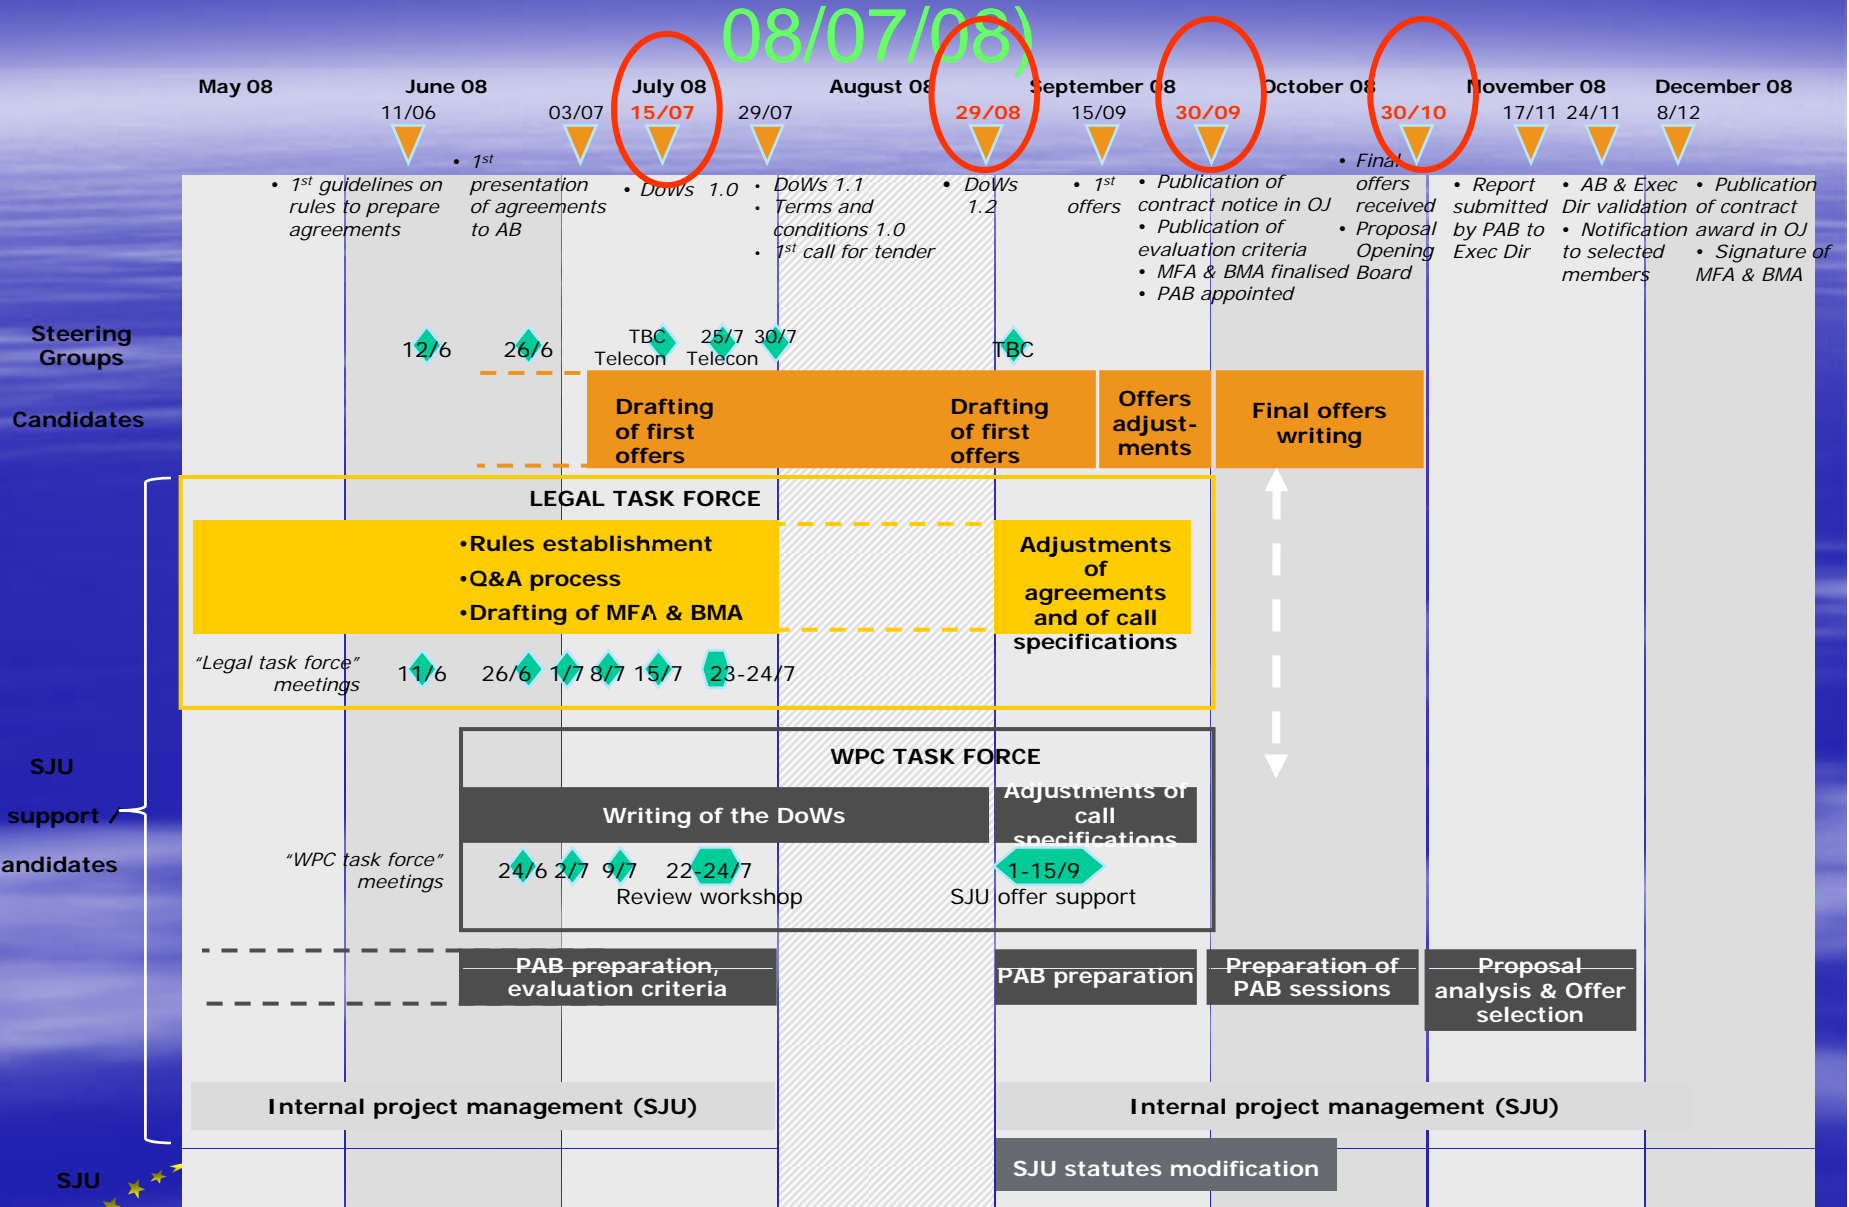 08/07/08)
May 08
June 08
July 08
August 08
September 08
October 08
November 08
December 08
11/06
03/07
15/07
29/07
29/08
15/09
30/09
30/10
17/11
24/11
8/12
• 1st guidelines on
rules to prepare
agreements
• 1st
presentation
of agreements
to AB
• DoWs 1.0
• DoWs 1.1
• Terms and
conditions 1.0
• 1st call for tender
• DoWs
1.2
• 1st
offers
• Publication of
contract notice in OJ
• Publication of
evaluation criteria
• MFA & BMA finalised
• PAB appointed
• Final
offers
received
• Proposal
Opening
Board
• Report
submitted
by PAB to
Exec Dir
• AB & Exec
Dir validation
• Notification
to selected
members
• Publication
of contract
award in OJ
• Signature of
MFA & BMA
Steering
Groups
12/6
26/6
TBC
Telecon
25/7
Telecon
30/7
TBC
Candidates
Drafting
of first
offers
Drafting
of first
offers
Offers
adjust-
ments
Final offers
writing
LEGAL TASK FORCE
•Rules establishment
•Q&A process
•Drafting of MFA & BMA
Adjustments
of
agreements
and of call
specifications
“Legal task force”
meetings
11/6
26/6
1/7
8/7
15/7
23-24/7
SJU
support /
andidates
WPC TASK FORCE
Writing of the DoWs
Adjustments of
call
specifications
“WPC task force”
meetings
24/6
2/7
9/7
22-24/7
Review workshop
1-15/9
SJU offer support
PAB preparation,
evaluation criteria
PAB preparation
Preparation of
PAB sessions
Proposal
analysis & Offer
selection
Internal project management (SJU)
Internal project management (SJU)
SJU
SJU statutes modification